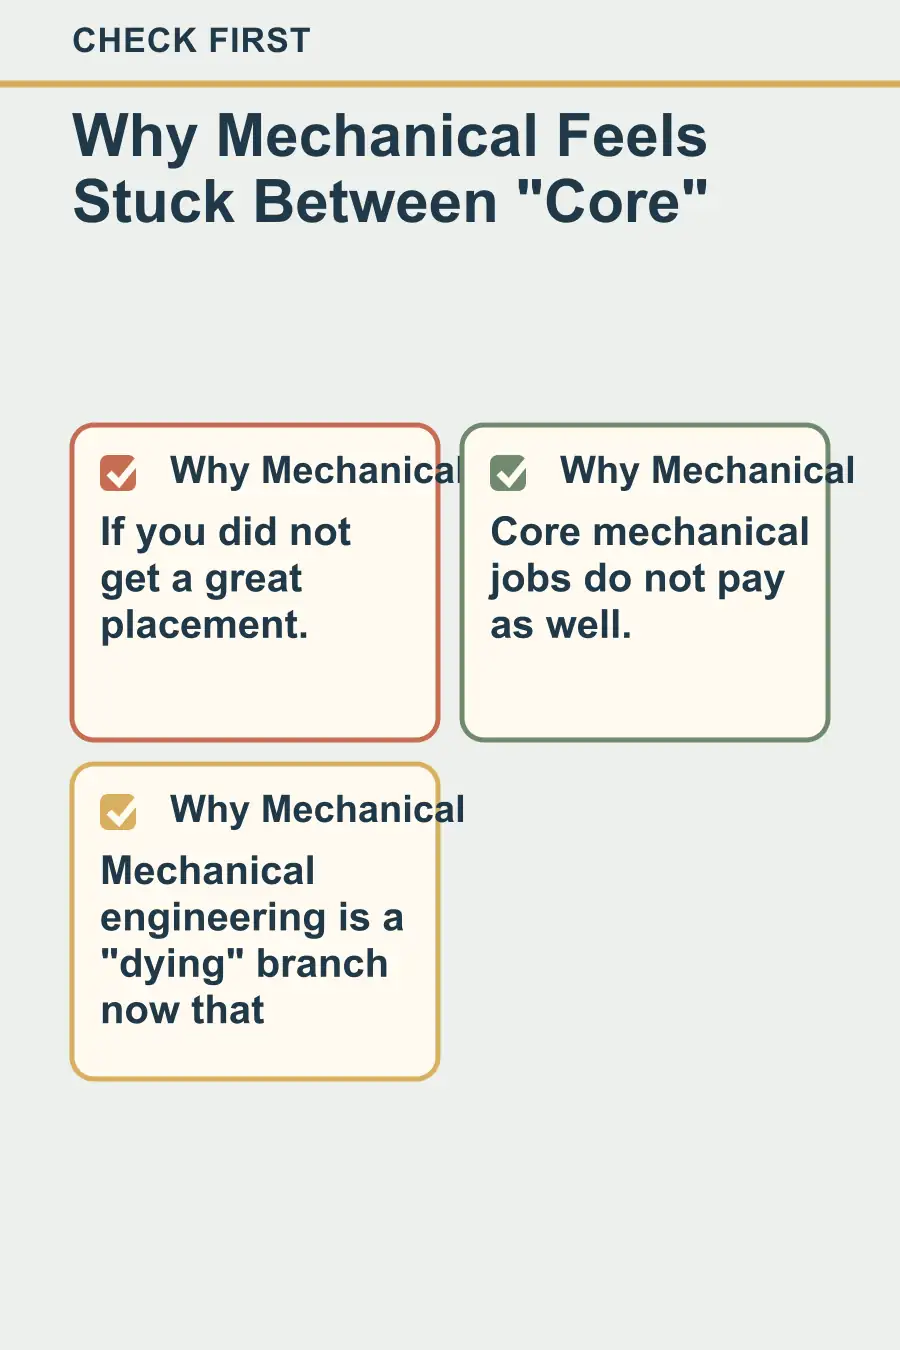 CHECK FIRST
Why Mechanical Feels
Stuck Between "Core"
Why Mechanical
If you did not
get a great
placement.
Why Mechanical
Core mechanical
jobs do not pay
as well.
Why Mechanical
Mechanical
engineering is a
"dying" branch
now that